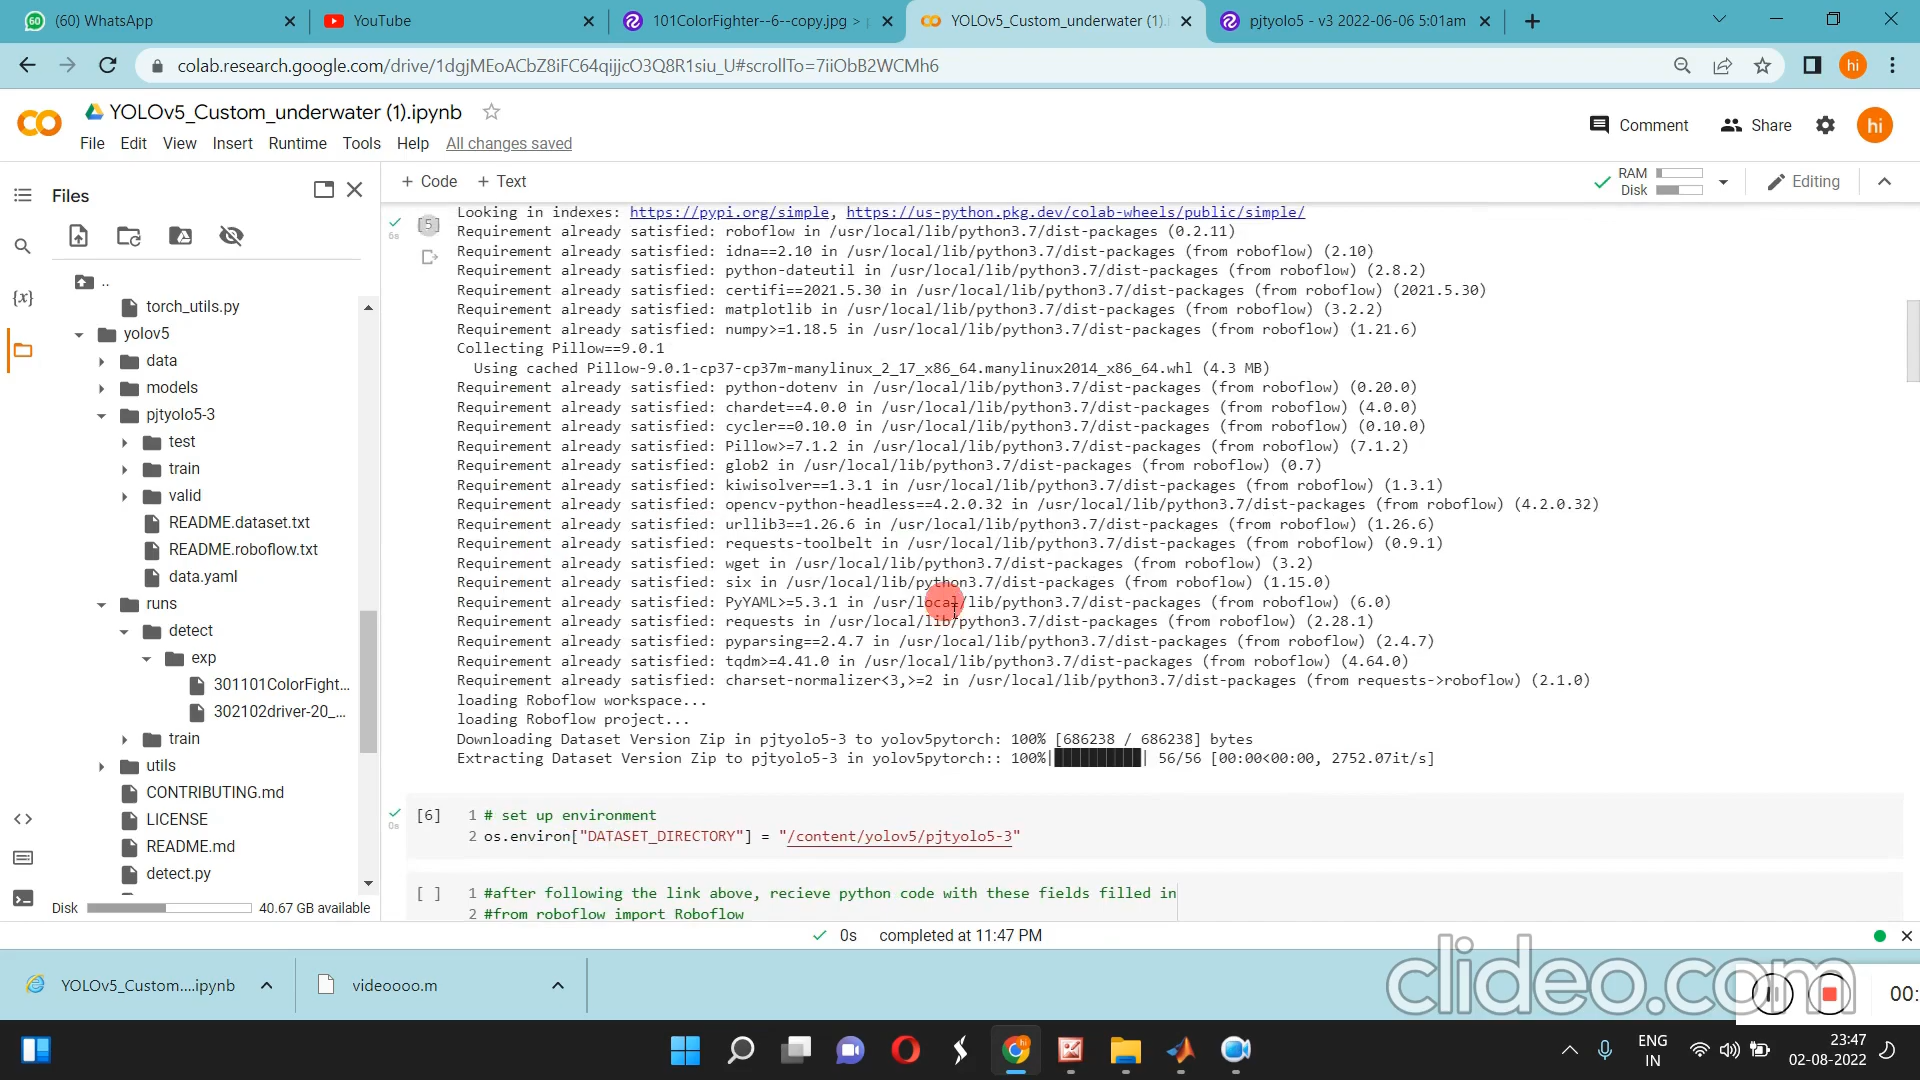 (60) WhatsApp
YouTube
101ColorFighter--6--copy.jpg >
YOLOv5_Custom_underwater (1).i
pjtyolo5 - v3 2022-06-06 5:01am
colab.research.google.com/drive/1dgjMEoACbZ8iFC64qijjcO3Q8R1siu_U#scrollTo=7iiObB2WCMh6
hi
YOLOv5_Custom_underwater (1).ipynb
File Edit View Insert Runtime Tools Help All changes saved
Comment Share hi
Files
+ Code + Text
RAM
Disk
Editing
..
torch_utils.py
yolov5
data
models
pjtyolo5-3
test
train
valid
README.dataset.txt
README.roboflow.txt
data.yaml
runs
detect
exp
301101ColorFight...
302102driver-20_...
train
utils
CONTRIBUTING.md
LICENSE
README.md
detect.py
Disk 40.67 GB available
{x}
[5]
6s
Looking in indexes: https://pypi.org/simple, https://us-python.pkg.dev/colab-wheels/public/simple/
Requirement already satisfied: roboflow in /usr/local/lib/python3.7/dist-packages (0.2.11)
Requirement already satisfied: idna==2.10 in /usr/local/lib/python3.7/dist-packages (from roboflow) (2.10)
Requirement already satisfied: python-dateutil in /usr/local/lib/python3.7/dist-packages (from roboflow) (2.8.2)
Requirement already satisfied: certifi==2021.5.30 in /usr/local/lib/python3.7/dist-packages (from roboflow) (2021.5.30)
Requirement already satisfied: matplotlib in /usr/local/lib/python3.7/dist-packages (from roboflow) (3.2.2)
Requirement already satisfied: numpy>=1.18.5 in /usr/local/lib/python3.7/dist-packages (from roboflow) (1.21.6)
Collecting Pillow==9.0.1
Using cached Pillow-9.0.1-cp37-cp37m-manylinux_2_17_x86_64.manylinux2014_x86_64.whl (4.3 MB)
Requirement already satisfied: python-dotenv in /usr/local/lib/python3.7/dist-packages (from roboflow) (0.20.0)
Requirement already satisfied: chardet==4.0.0 in /usr/local/lib/python3.7/dist-packages (from roboflow) (4.0.0)
Requirement already satisfied: cycler==0.10.0 in /usr/local/lib/python3.7/dist-packages (from roboflow) (0.10.0)
Requirement already satisfied: Pillow>=7.1.2 in /usr/local/lib/python3.7/dist-packages (from roboflow) (7.1.2)
Requirement already satisfied: glob2 in /usr/local/lib/python3.7/dist-packages (from roboflow) (0.7)
Requirement already satisfied: kiwisolver==1.3.1 in /usr/local/lib/python3.7/dist-packages (from roboflow) (1.3.1)
Requirement already satisfied: opencv-python-headless==4.2.0.32 in /usr/local/lib/python3.7/dist-packages (from roboflow) (4.2.0.32)
Requirement already satisfied: urllib3==1.26.6 in /usr/local/lib/python3.7/dist-packages (from roboflow) (1.26.6)
Requirement already satisfied: requests-toolbelt in /usr/local/lib/python3.7/dist-packages (from roboflow) (0.9.1)
Requirement already satisfied: wget in /usr/local/lib/python3.7/dist-packages (from roboflow) (3.2)
Requirement already satisfied: six in /usr/local/lib/python3.7/dist-packages (from roboflow) (1.15.0)
Requirement already satisfied: PyYAML>=5.3.1 in /usr/local/lib/python3.7/dist-packages (from roboflow) (6.0)
Requirement already satisfied: requests in /usr/local/lib/python3.7/dist-packages (from roboflow) (2.28.1)
Requirement already satisfied: pyparsing==2.4.7 in /usr/local/lib/python3.7/dist-packages (from roboflow) (2.4.7)
Requirement already satisfied: tqdm>=4.41.0 in /usr/local/lib/python3.7/dist-packages (from roboflow) (4.64.0)
Requirement already satisfied: charset-normalizer<3,>=2 in /usr/local/lib/python3.7/dist-packages (from requests->roboflow) (2.1.0)
loading Roboflow workspace...
loading Roboflow project...
Downloading Dataset Version Zip in pjtyolo5-3 to yolov5pytorch: 100% [686238 / 686238] bytes
Extracting Dataset Version Zip to pjtyolo5-3 in yolov5pytorch:: 100%|██████████| 56/56 [00:00<00:00, 2752.07it/s]
[6] 1 # set up environment
0s 2 os.environ["DATASET_DIRECTORY"] = "/content/yolov5/pjtyolo5-3"
[ ] 1 #after following the link above, recieve python code with these fields filled in
2 #from roboflow import Roboflow
0s completed at 11:47 PM
YOLOv5_Custom....ipynb
videoooo.m
clideo.com
00:
ENG
IN
23:47
02-08-2022